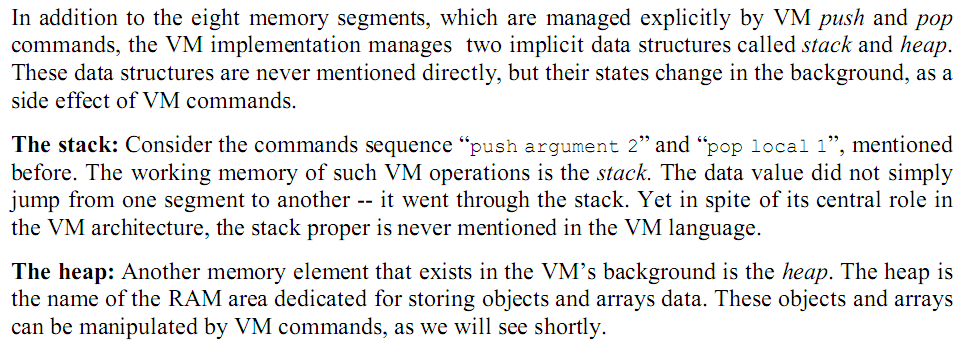 In addition to the eight memory segments, which are managed explicitly by VM push and pop
commands, the VM implementation manages two implicit data structures called stack and heap.
These data structures are never mentioned directly, but their states change in the background, as a
side effect of VM commands.
The stack: Consider the commands sequence “push argument 2” and “pop local 1”, mentioned
before. The working memory of such VM operations is the stack. The data value did not simply
jump from one segment to another -- it went through the stack. Yet in spite of its central role in
the VM architecture, the stack proper is never mentioned in the VM language.
The heap: Another memory element that exists in the VM’s background is the heap. The heap is
the name of the RAM area dedicated for storing objects and arrays data. These objects and arrays
can be manipulated by VM commands, as we will see shortly.